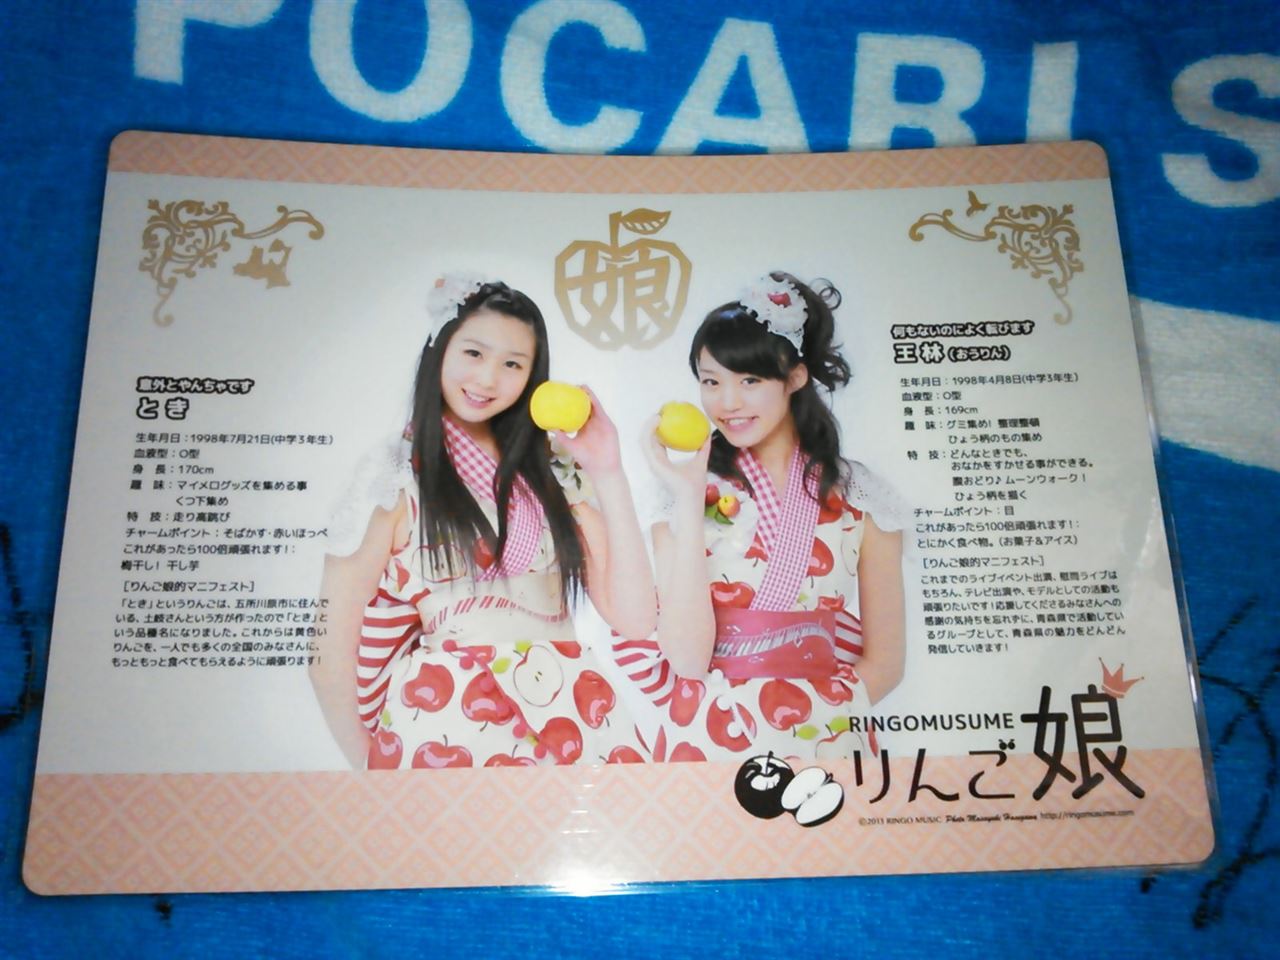 POCARI S
娘
意外とやんちゃです
とき
生年月日:1998年7月21日(中学3年生)
血液型:O型
身 長:170cm
趣 味:マイメログッズを集める事
くつ下集め
特 技:走り高跳び
チャームポイント:そばかす・赤いほっぺ
これがあったら100倍頑張れます!:
梅干し! 干し芋
[りんご娘的マニフェスト]
「とき」というりんごは、五所川原市に住んで
いる、土岐さんという方が作ったので「とき」と
いう品種名になりました。これからは黄色い
りんごを、一人でも多くの全国のみなさんに、
もっともっと食べてもらえるように頑張ります!
何もないのによく転びます
王林(おうりん)
生年月日:1998年4月8日(中学3年生)
血液型:O型
身 長:169cm
趣 味:グミ集め! 整理整頓
ひょう柄のもの集め
特 技:どんなときでも、
おなかをすかせる事ができる。
腹おどり♪ ムーンウォーク!
ひょう柄を描く
チャームポイント:目
これがあったら100倍頑張れます!:
とにかく食べ物。(お菓子&アイス)
[りんご娘的マニフェスト]
これまでのライブイベント出演、慰問ライブは
もちろん、テレビ出演や、モデルとしての活動も
頑張りたいです!応援してくださるみなさんへの
感謝の気持ちを忘れずに、青森県で活動してい
るグループとして、青森県の魅力をどんどん
発信していきます!
RINGOMUSUME
りんご娘
©2013 RINGO MUSIC Photo Masayuki Hasegawa http://ringomusume.com